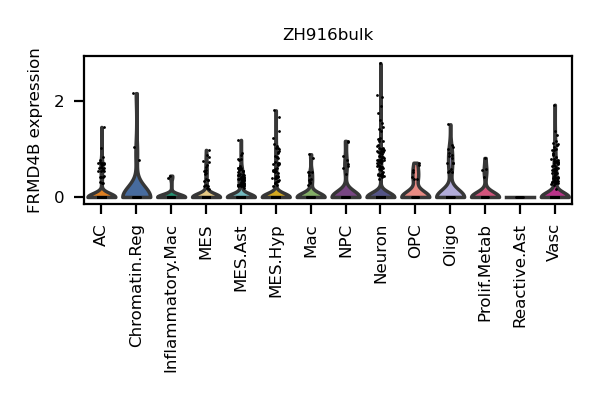 ZH916bulk
FRMD4B expression
2
0
AC
Chromatin.Reg
Inflammatory.Mac
MES
MES.Ast
MES.Hyp
Mac
NPC
Neuron
OPC
Oligo
Prolif.Metab
Reactive.Ast
Vasc